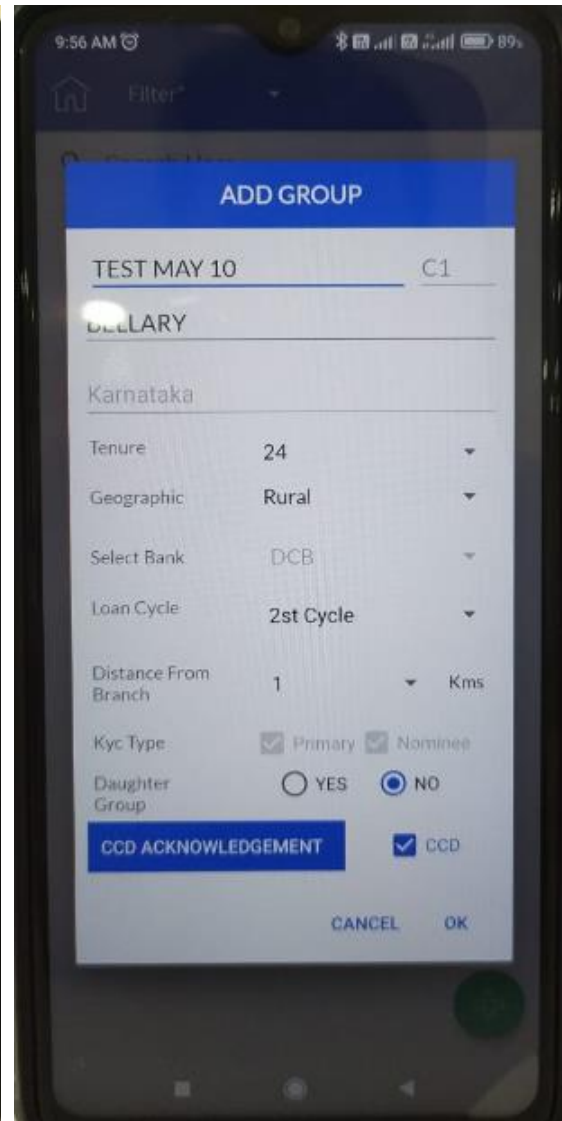 9:56 AM 89%
Filter*
ADD GROUP
TEST MAY 10 C1
BELLARY
Karnataka
Tenure 24
Geographic Rural
Select Bank DCB
Loan Cycle 2st Cycle
Distance From
Branch 1 Kms
Kyc Type Primary Nominee
Daughter
Group YES NO
CCD ACKNOWLEDGEMENT CCD
CANCEL OK